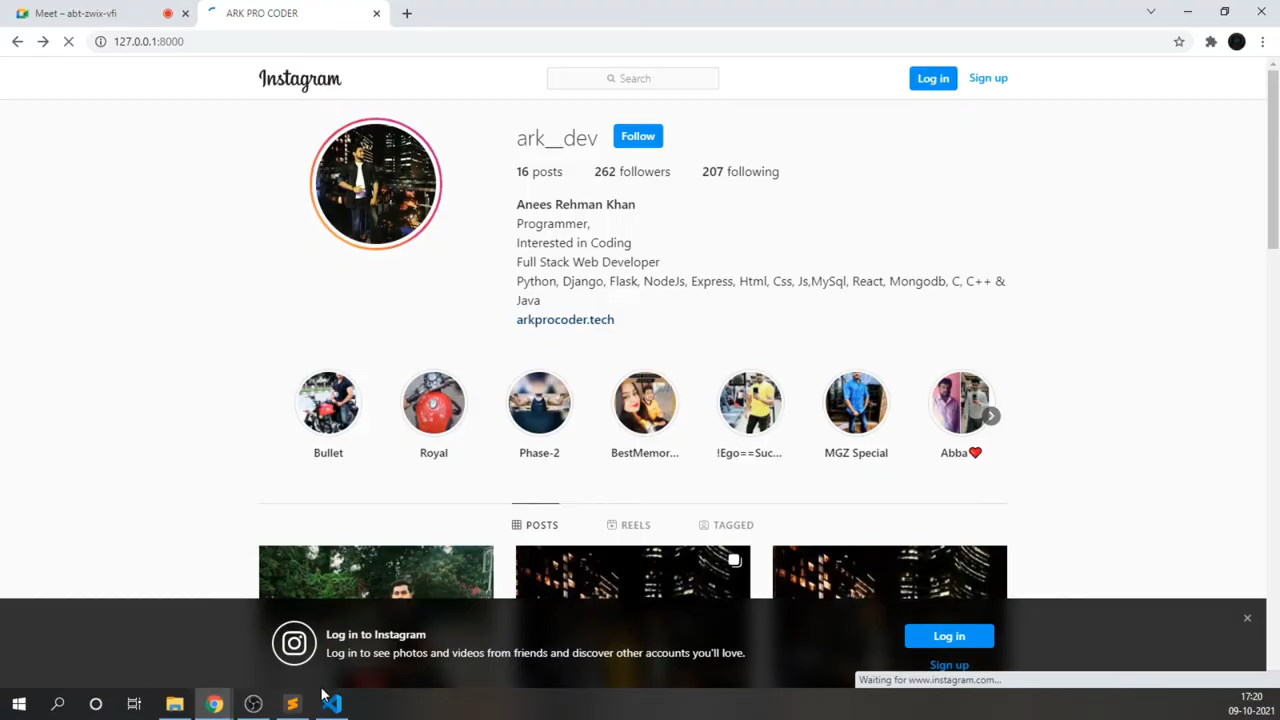 Meet – abt-zwix-vfi
ARK PRO CODER
127.0.0.1:8000
Instagram
Search
Log in
Sign up
ark__dev
Follow
16 posts 262 followers 207 following
Anees Rehman Khan
Programmer,
Interested in Coding
Full Stack Web Developer
Python, Django, Flask, NodeJs, Express, Html, Css, Js,MySql, React, Mongodb, C, C++ &
Java
arkprocoder.tech
Bullet
Royal
Phase-2
BestMemor...
!Ego==Suc...
MGZ Special
Abba❤️
POSTS
REELS
TAGGED
Log in to Instagram
Log in to see photos and videos from friends and discover other accounts you'll love.
Log in
Sign up
Waiting for www.instagram.com...
17:20
09-10-2021